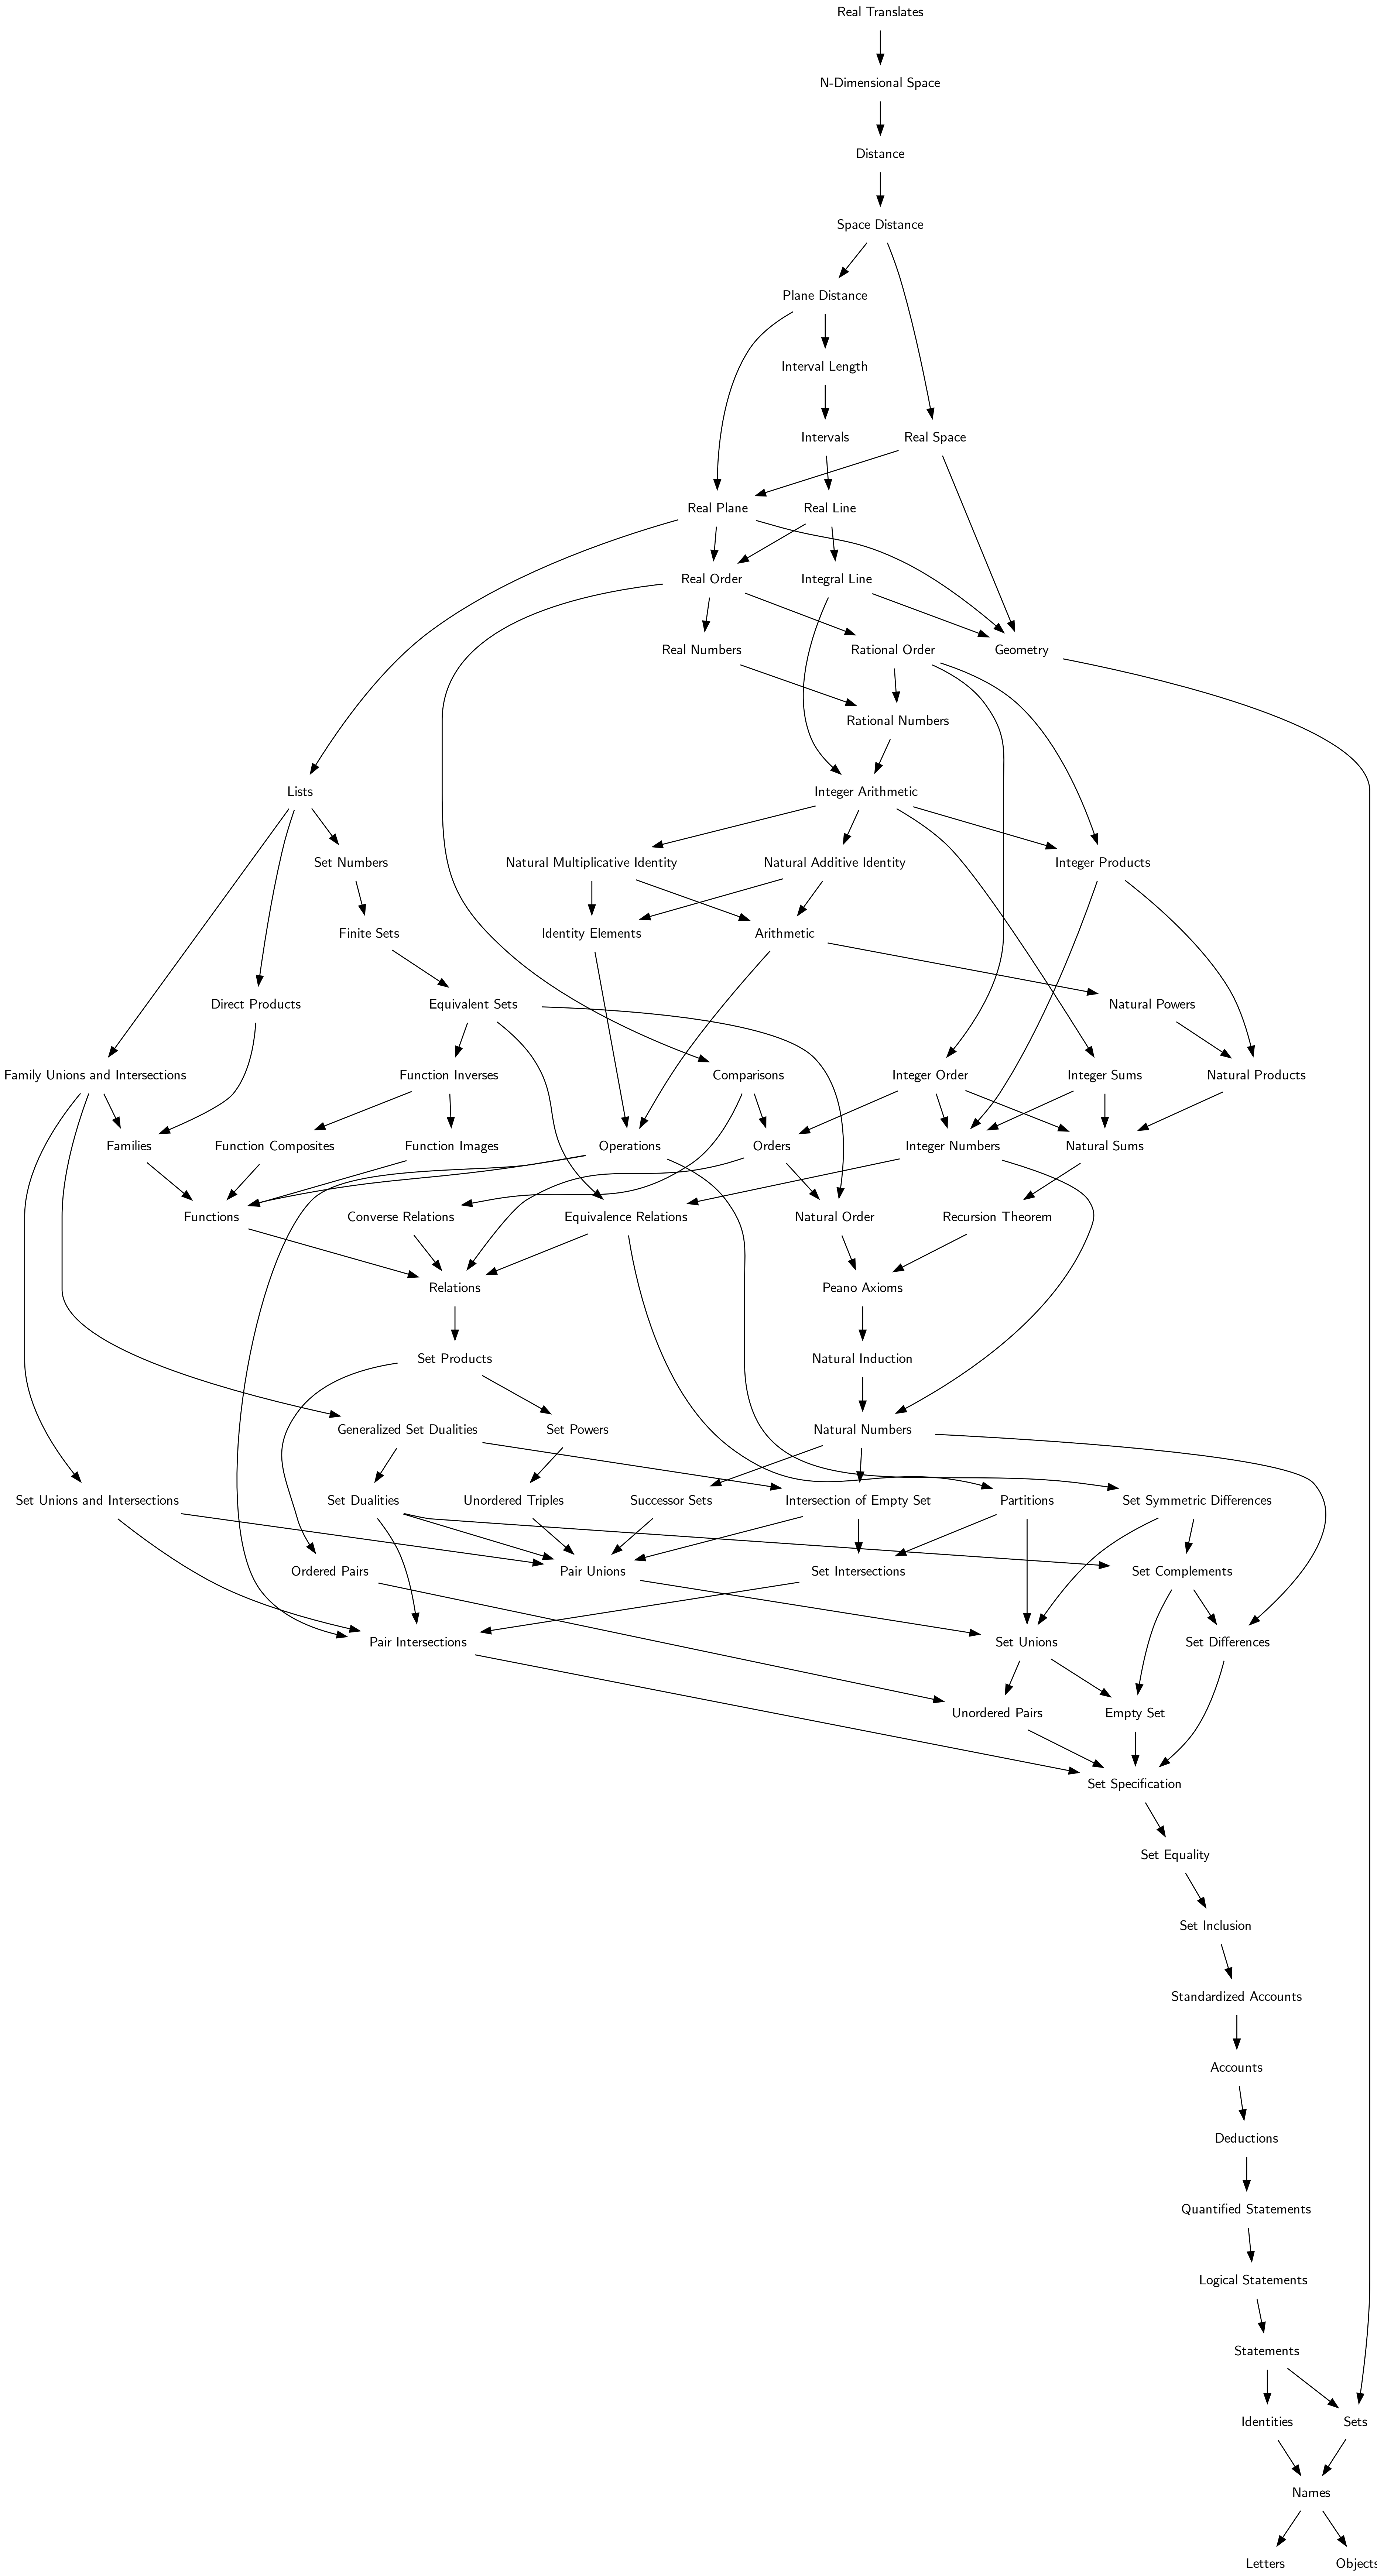 Real Translates
N-Dimensional Space
Distance
Space Distance
Plane Distance
Interval Length
Intervals
Real Space
Real Plane
Real Line
Real Order
Integral Line
Real Numbers
Rational Order
Geometry
Rational Numbers
Lists
Integer Arithmetic
Set Numbers
Natural Multiplicative Identity
Natural Additive Identity
Integer Products
Finite Sets
Identity Elements
Arithmetic
Direct Products
Equivalent Sets
Natural Powers
Family Unions and Intersections
Function Inverses
Comparisons
Integer Order
Integer Sums
Natural Products
Families
Function Composites
Function Images
Operations
Orders
Integer Numbers
Natural Sums
Functions
Converse Relations
Equivalence Relations
Natural Order
Recursion Theorem
Relations
Peano Axioms
Set Products
Natural Induction
Generalized Set Dualities
Set Powers
Natural Numbers
Set Unions and Intersections
Set Dualities
Unordered Triples
Successor Sets
Intersection of Empty Set
Partitions
Set Symmetric Differences
Ordered Pairs
Pair Unions
Set Intersections
Set Complements
Pair Intersections
Set Unions
Set Differences
Unordered Pairs
Empty Set
Set Specification
Set Equality
Set Inclusion
Standardized Accounts
Accounts
Deductions
Quantified Statements
Logical Statements
Statements
Identities
Sets
Names
Letters
Objects